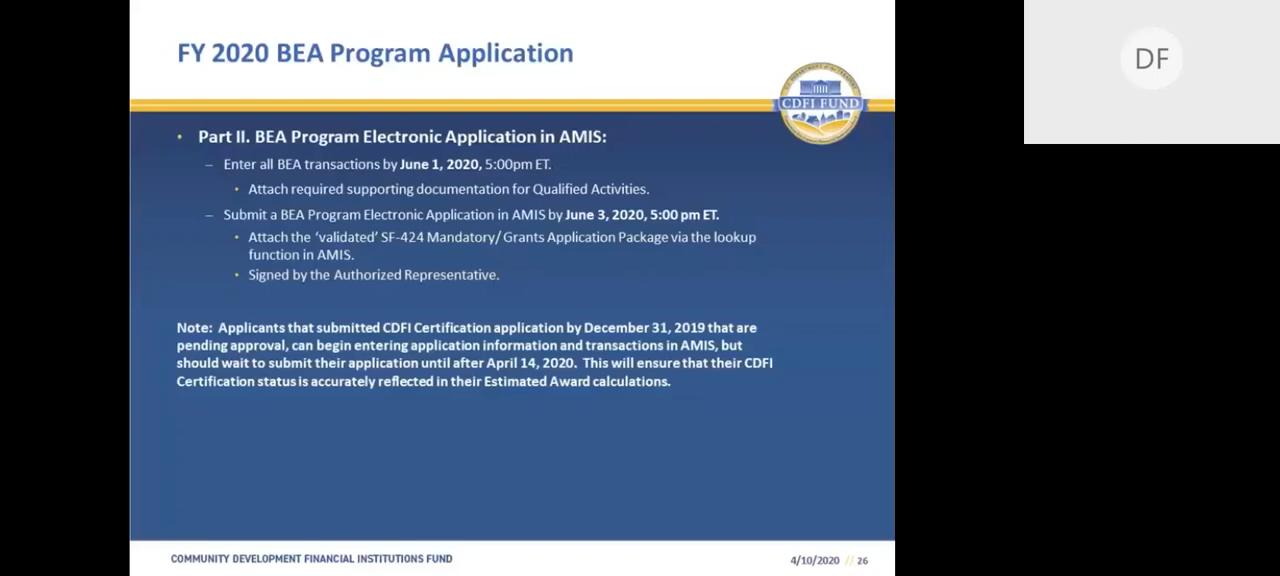 FY 2020 BEA Program Application
DF
CDFI FUND
• Part II. BEA Program Electronic Application in AMIS:
– Enter all BEA transactions by June 1, 2020, 5:00pm ET.
• Attach required supporting documentation for Qualified Activities.
– Submit a BEA Program Electronic Application in AMIS by June 3, 2020, 5:00 pm ET.
• Attach the ‘validated’ SF-424 Mandatory/ Grants Application Package via the lookup
function in AMIS.
• Signed by the Authorized Representative.
Note: Applicants that submitted CDFI Certification application by December 31, 2019 that are
pending approval, can begin entering application information and transactions in AMIS, but
should wait to submit their application until after April 14, 2020. This will ensure that their CDFI
Certification status is accurately reflected in their Estimated Award calculations.
COMMUNITY DEVELOPMENT FINANCIAL INSTITUTIONS FUND
4/10/2020 // 26